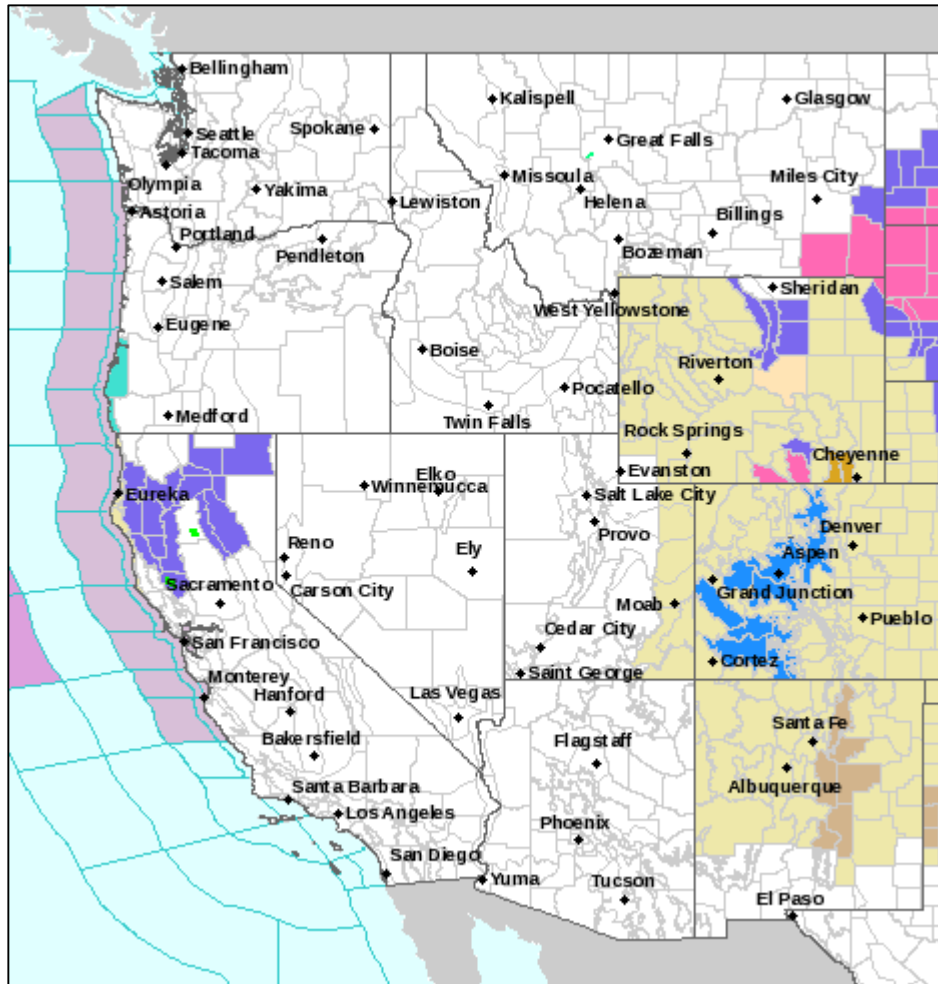 Bellingham
Kalispell
Glasgow
Seattle
Spokane
Great Falls
Tacoma
Olympia
Missoula
Miles City
Yakima
Lewiston
Helena
Astoria
Billings
Portland
Pendleton
Bozeman
Salem
Sheridan
West Yellowstone
Eugene
Boise
Riverton
Pocatello
Medford
Twin Falls
Rock Springs
Cheyenne
Evanston
Elko
Winnemucca
Eureka
Salt Lake City
Denver
Provo
Reno
Ely
Aspen
Sacramento
Carson City
Grand Junction
Moab
Pueblo
San Francisco
Cedar City
Cortez
Saint George
Monterey
Hanford
Las Vegas
Santa Fe
Bakersfield
Flagstaff
Albuquerque
Santa Barbara
Los Angeles
Phoenix
San Diego
Yuma
Tucson
El Paso